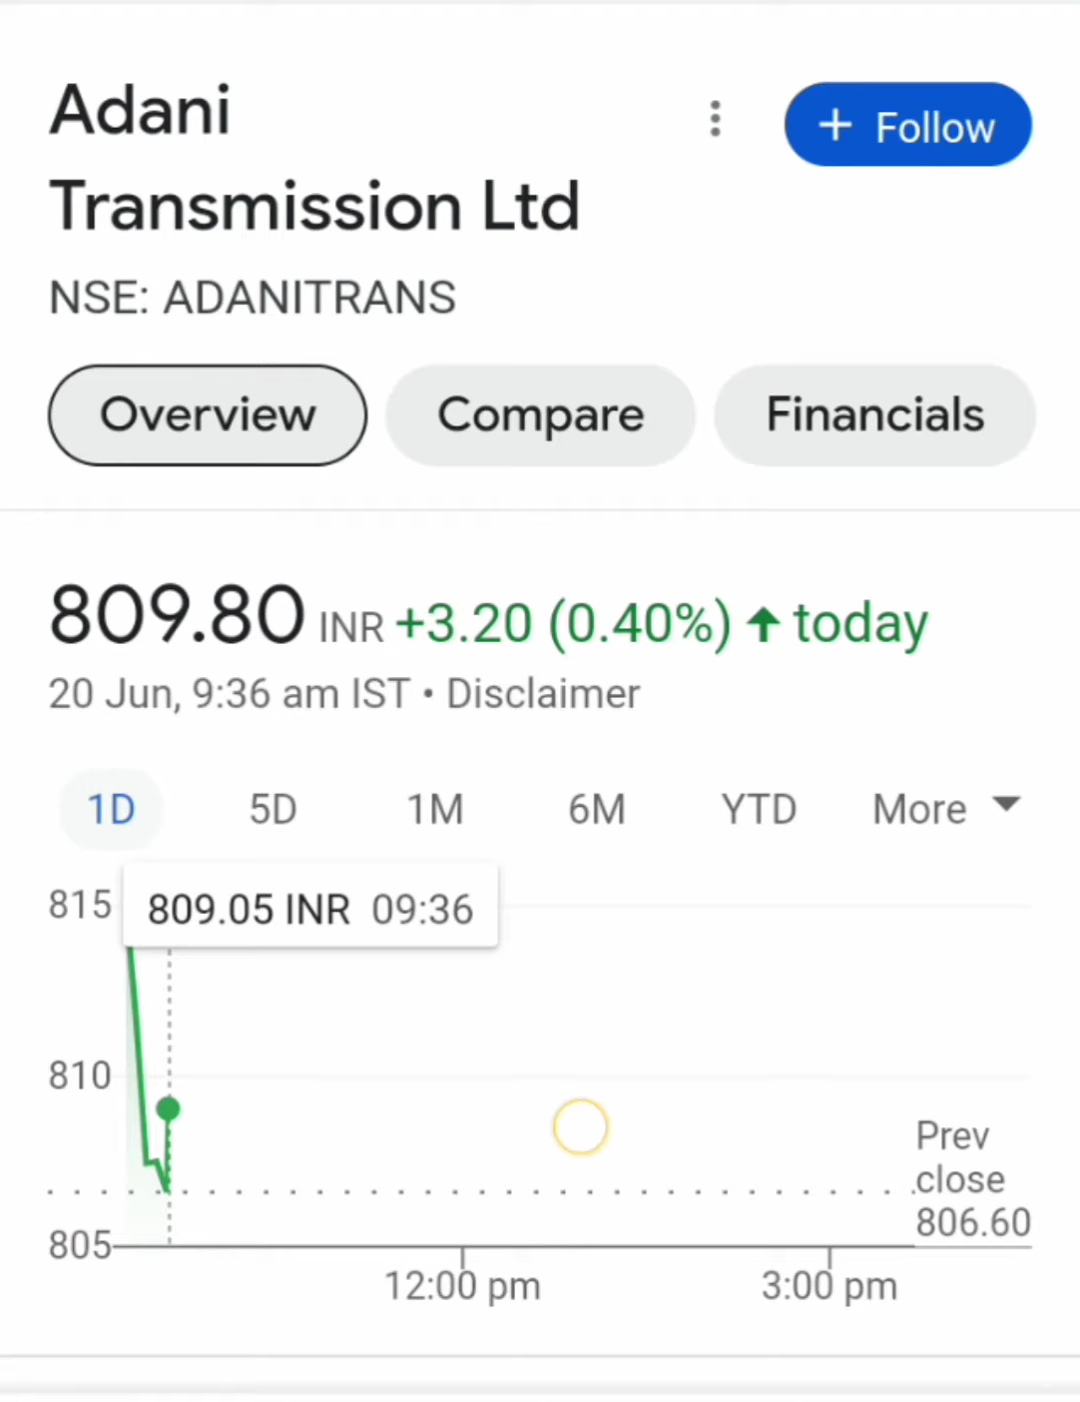 Adani
Transmission Ltd
+ Follow
NSE: ADANITRANS
Overview Compare Financials
809.80 INR +3.20 (0.40%) ↑ today
20 Jun, 9:36 am IST • Disclaimer
1D 5D 1M 6M YTD More
815
809.05 INR 09:36
810
Prev
close
806.60
805
12:00 pm 3:00 pm